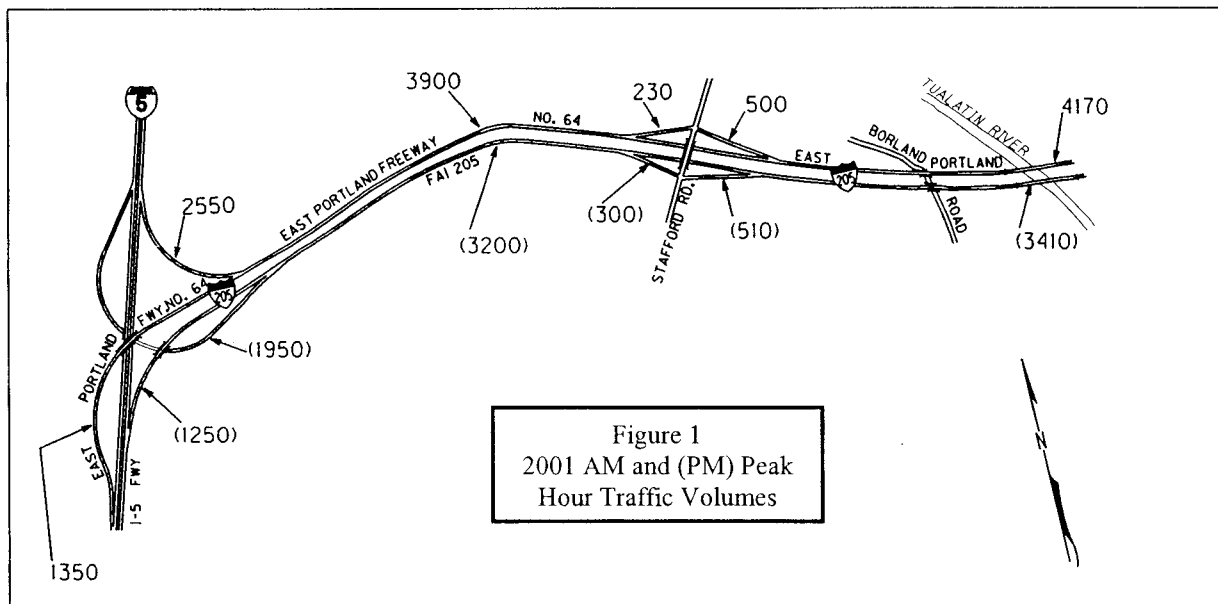 5
3900
NO. 64
230
500
4170
TUALATIN RIVER
BORLAND
ROAD
EAST
PORTLAND
205
EAST PORTLAND FREEWAY
FAI 205
2550
(300)
STAFFORD RD.
(510)
(3200)
(3410)
205
EAST
PORTLAND
FWY,NO. 64
(1950)
(1250)
I-5 FWY
1350
Figure 1
2001 AM and (PM) Peak
Hour Traffic Volumes
N